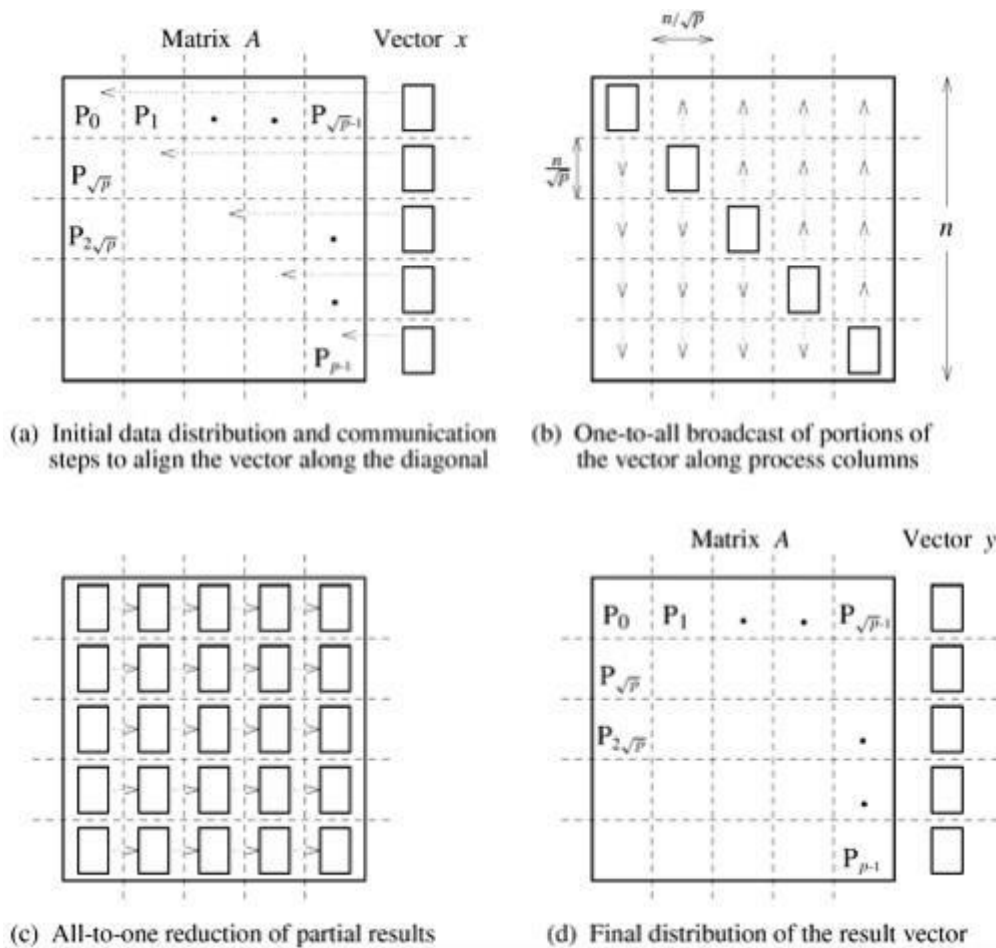 Matrix A
Vector x
P₀ P₁ • • P√p-1
P√p
P2√p
•
•
Pp-1
(a) Initial data distribution and communication
steps to align the vector along the diagonal
n/√p
n/√p
n
(b) One-to-all broadcast of portions of
the vector along process columns
(c) All-to-one reduction of partial results
Matrix A
Vector y
P₀ P₁ • • P√p-1
P√p
P2√p
•
•
Pp-1
(d) Final distribution of the result vector